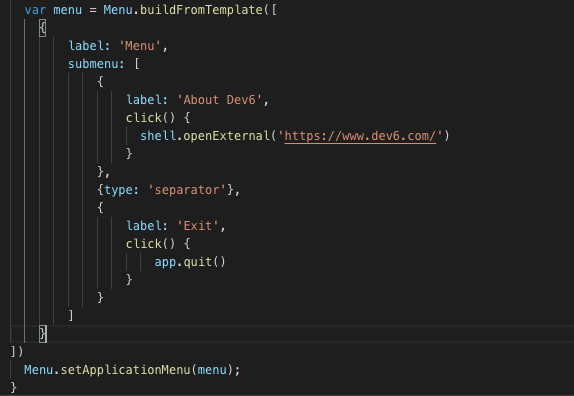 var menu = Menu.buildFromTemplate([
{
label: 'Menu',
submenu: [
{
label: 'About Dev6',
click() {
shell.openExternal('https://www.dev6.com/')
}
},
{type: 'separator'},
{
label: 'Exit',
click() {
app.quit()
}
}
]
}
])
Menu.setApplicationMenu(menu);
}